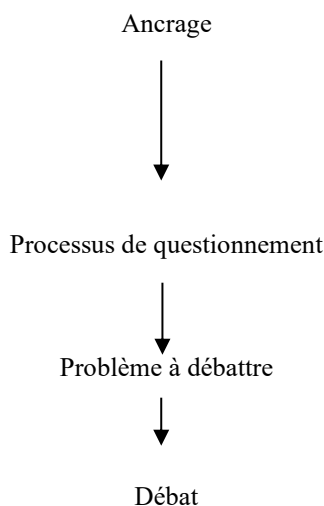 Ancrage
Processus de questionnement
Problème à débattre
Débat